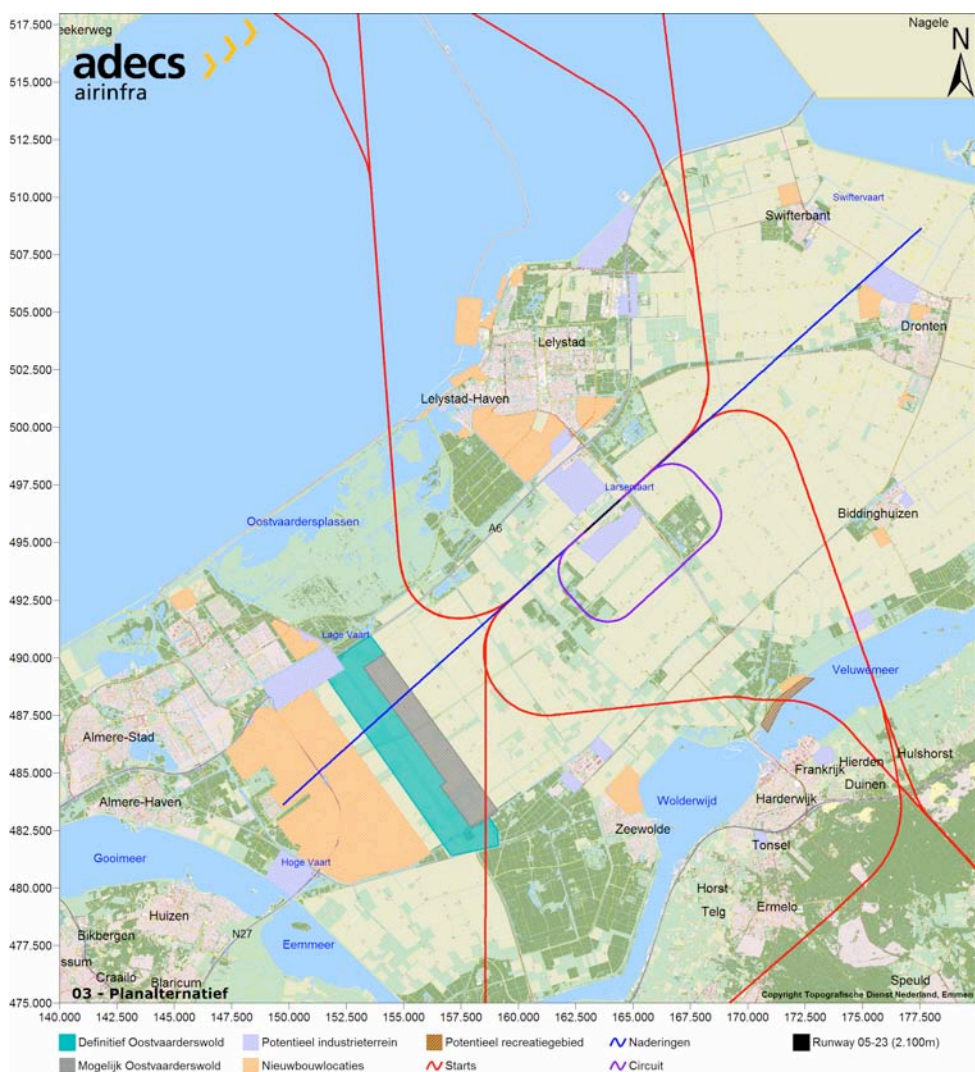 517.500
515.000
512.500
510.000
507.500
505.000
502.500
500.000
497.500
495.000
492.500
490.000
487.500
485.000
482.500
480.000
477.500
475.000
eekerweg
adecs
airinfra
Nagele
N
Swiftervaart
Swifterbant
Dronten
Lelystad
Lelystad-Haven
Larservaart
A6
Biddinghuizen
Oostvaardersplassen
Lage Vaart
Veluwemeer
Almere-Stad
Almere-Haven
Hulshorst
Hierden
Frankrijk
Duinen
Harderwijk
Wolderwijd
Zeewolde
Tonsel
Gooimeer
Hoge Vaart
Horst
Telg
Ermelo
Huizen
N27
Bikbergen
Eemmeer
ssum
Craailo
Blaricum
Speuld
03 - Planalternatief
Copyright Topografische Dienst Nederland, Emmen
140.000 142.500 145.000 147.500 150.000 152.500 155.000 157.500 160.000 162.500 165.000 167.500 170.000 172.500 175.000 177.500
Definitief Oostvaarderswold Potentieel industrieterrein Potentieel recreatiegebied Naderingen Runway 05-23 (2.100m)
Mogelijk Oostvaarderswold Nieuwbouwlocaties Starts Circuit